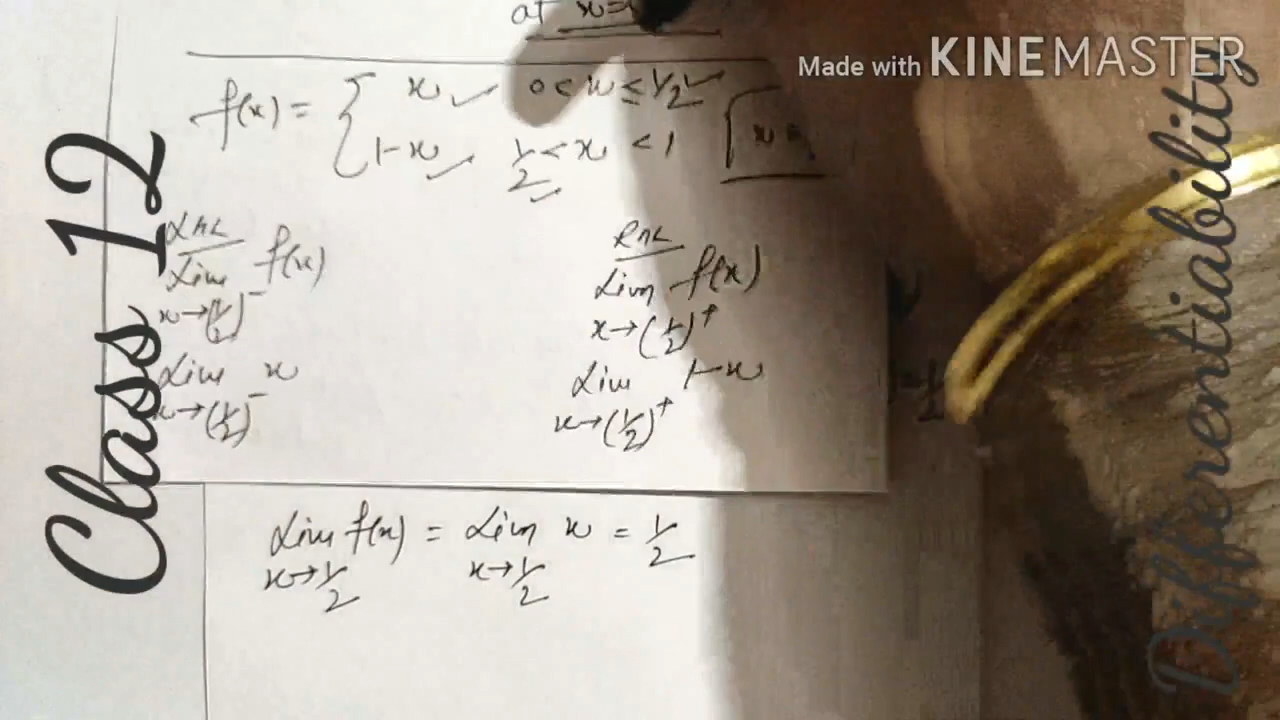 at x=
Made with KINEMASTER
f(x) = { x 0 < x ≤ 1/2
1-x 1/2 < x < 1 x =
LHL RHL
Lim f(x) Lim f(x)
x→(1/2)⁻ x→(1/2)⁺
Lim x Lim 1-x
x→(1/2)⁻ x→(1/2)⁺
Lim f(x) = Lim x = 1/2
x→1/2 x→1/2
Class 12
Differentiability